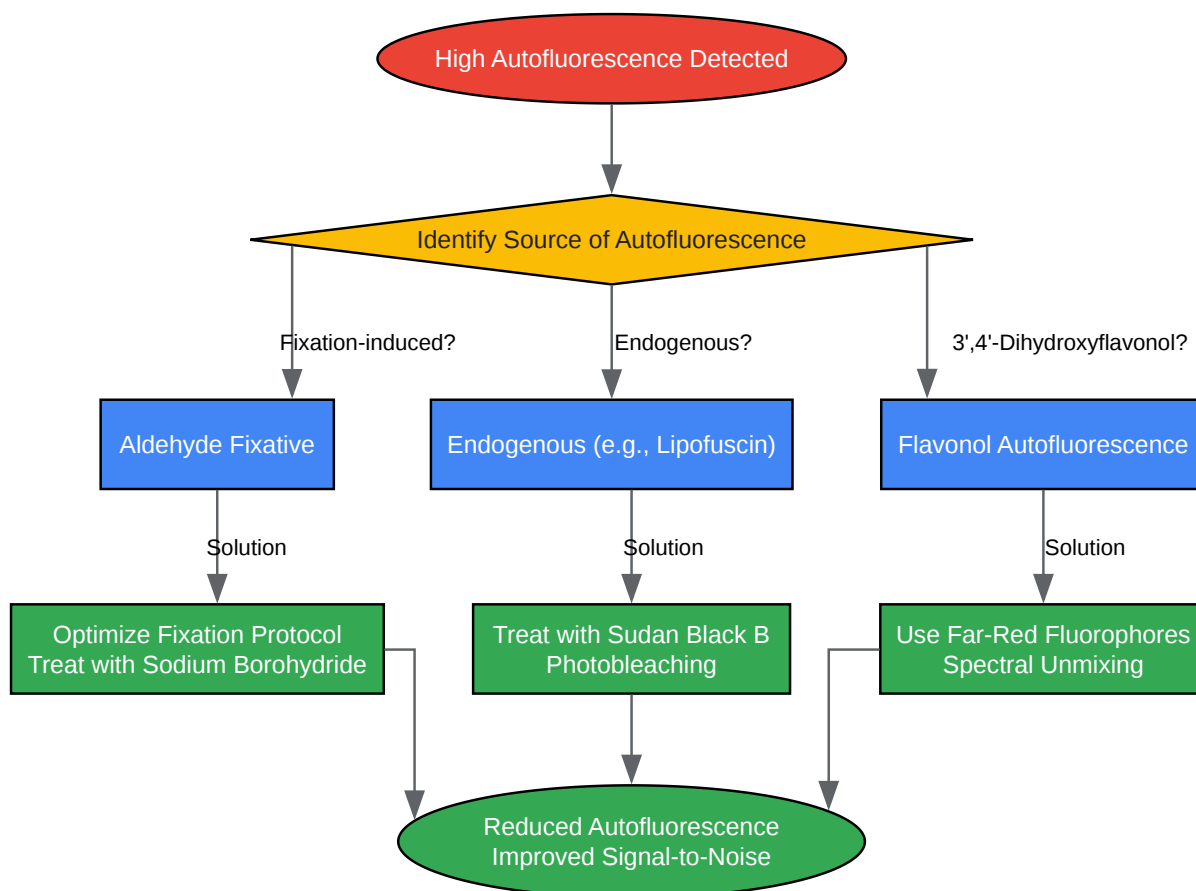 High Autofluorescence Detected
Identify Source of Autofluorescence
Fixation-induced?
Endogenous?
3',4'-Dihydroxyflavonol?
Aldehyde Fixative
Endogenous (e.g., Lipofuscin)
Flavonol Autofluorescence
Solution
Solution
Solution
Optimize Fixation Protocol
Treat with Sodium Borohydride
Treat with Sudan Black B
Photobleaching
Use Far-Red Fluorophores
Spectral Unmixing
Reduced Autofluorescence
Improved Signal-to-Noise